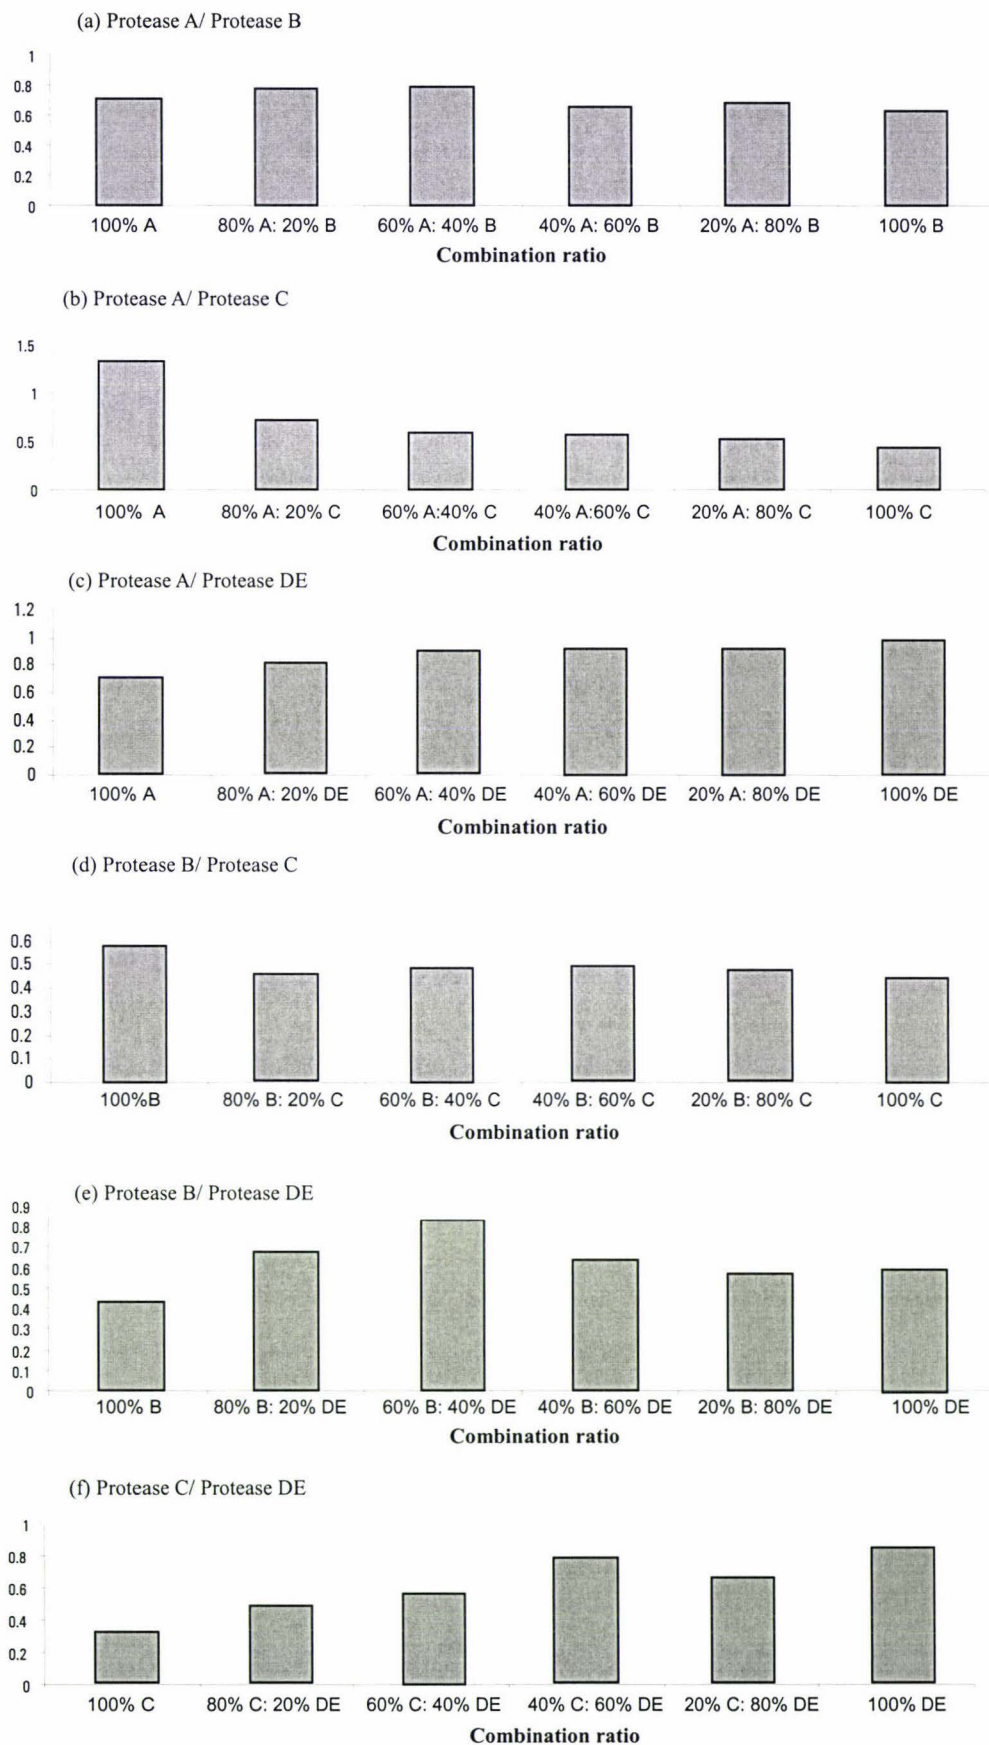 (a) Protease A/ Protease B
1
0.8
0.6
0.4
0.2
0
100% A 80% A: 20% B 60% A: 40% B 40% A: 60% B 20% A: 80% B 100% B
Combination ratio
(b) Protease A/ Protease C
1.5
1
0.5
0
100% A 80% A: 20% C 60% A:40% C 40% A:60% C 20% A: 80% C 100% C
Combination ratio
(c) Protease A/ Protease DE
1.2
1
0.8
0.6
0.4
0.2
0
100% A 80% A: 20% DE 60% A: 40% DE 40% A: 60% DE 20% A: 80% DE 100% DE
Combination ratio
(d) Protease B/ Protease C
0.6
0.5
0.4
0.3
0.2
0.1
0
100%B 80% B: 20% C 60% B: 40% C 40% B: 60% C 20% B: 80% C 100% C
Combination ratio
(e) Protease B/ Protease DE
0.9
0.8
0.7
0.6
0.5
0.4
0.3
0.2
0.1
0
100% B 80% B: 20% DE 60% B: 40% DE 40% B: 60% DE 20% B: 80% DE 100% DE
Combination ratio
(f) Protease C/ Protease DE
1
0.8
0.6
0.4
0.2
0
100% C 80% C: 20% DE 60% C: 40% DE 40% C: 60% DE 20% C: 80% DE 100% DE
Combination ratio